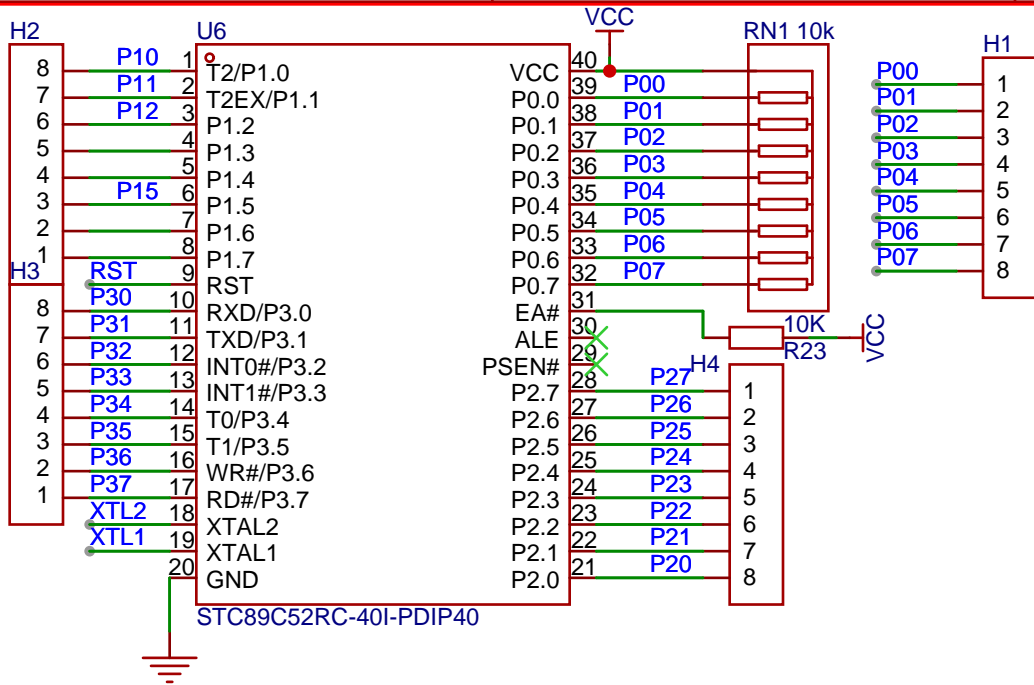 VCC
H2 U6 RN1 10k H1
8 P10 1 T2/P1.0 VCC 40
7 P11 2 T2EX/P1.1 P0.0 39 P00
6 P12 3 P1.2 P0.1 38 P01
5 4 P1.3 P0.2 37 P02
4 5 P1.4 P0.3 36 P03
3 P15 6 P1.5 P0.4 35 P04
2 7 P1.6 P0.5 34 P05
1 8 P1.7 P0.6 33 P06
RST 9 RST P0.7 32 P07
P00 1
P01 2
P02 3
P03 4
P04 5
P05 6
P06 7
P07 8
H3
8 P30 10 RXD/P3.0 EA# 31
7 P31 11 TXD/P3.1 ALE 30
6 P32 12 INT0#/P3.2 PSEN# 29
10K
R23
VCC
H4
5 P33 13 INT1#/P3.3 P2.7 28 P27 1
4 P34 14 T0/P3.4 P2.6 27 P26 2
3 P35 15 T1/P3.5 P2.5 26 P25 3
2 P36 16 WR#/P3.6 P2.4 25 P24 4
1 P37 17 RD#/P3.7 P2.3 24 P23 5
XTL2 18 XTAL2 P2.2 23 P22 6
XTL1 19 XTAL1 P2.1 22 P21 7
20 GND P2.0 21 P20 8
STC89C52RC-40I-PDIP40